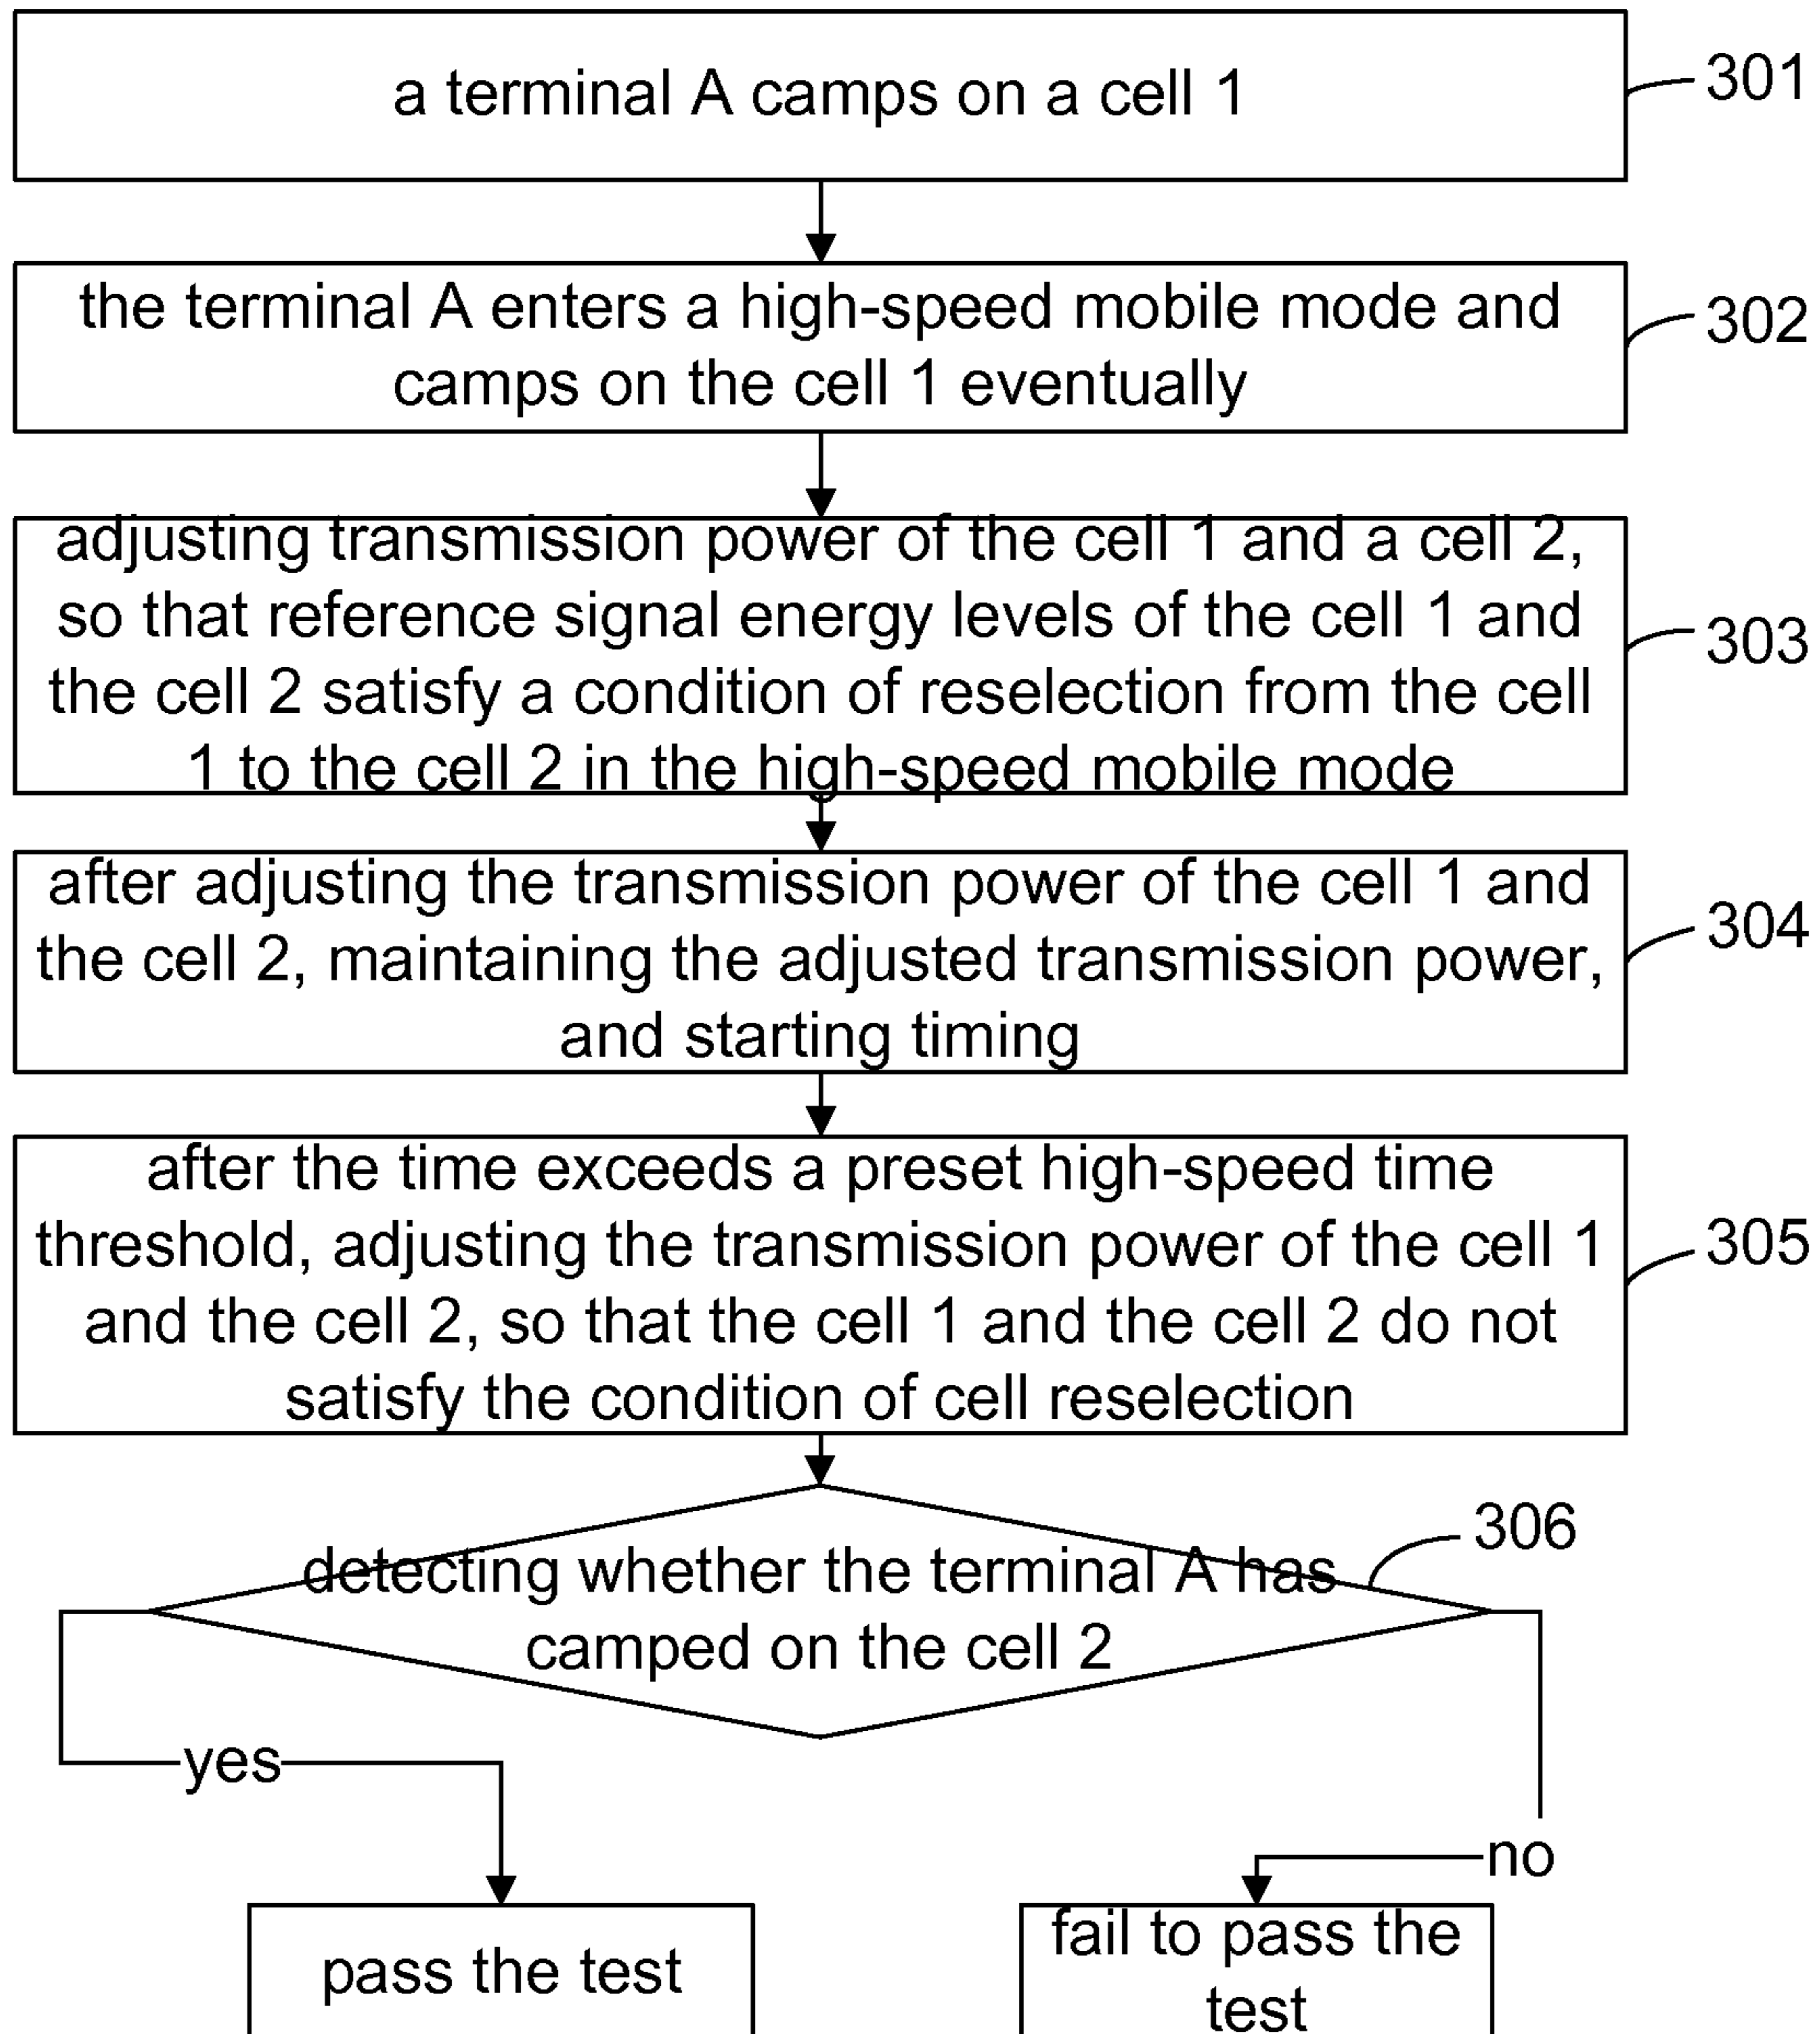 a terminal A camps on a cell 1
301
the terminal A enters a high-speed mobile mode and
camps on the cell 1 eventually
302
adjusting transmission power of the cell 1 and a cell 2,
so that reference signal energy levels of the cell 1 and
the cell 2 satisfy a condition of reselection from the cell
1 to the cell 2 in the high-speed mobile mode
303
after adjusting the transmission power of the cell 1 and
the cell 2, maintaining the adjusted transmission power,
and starting timing
304
after the time exceeds a preset high-speed time
threshold, adjusting the transmission power of the cell 1
and the cell 2, so that the cell 1 and the cell 2 do not
satisfy the condition of cell reselection
305
306
detecting whether the terminal A has
camped on the cell 2
yes
no
pass the test
fail to pass the
test